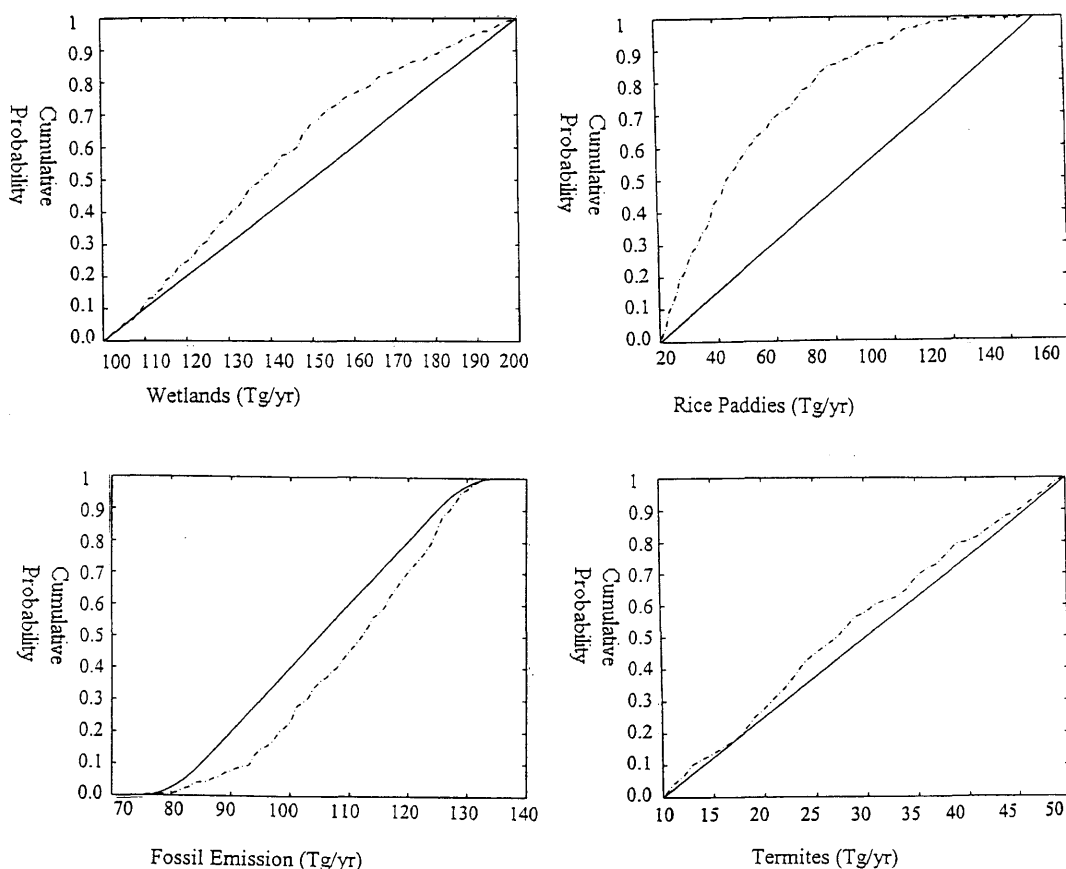 1
0.9
0.8
0.7
0.6
0.5
0.4
0.3
0.2
0.1
0.0
Cumulative
Probability
100 110 120 130 140 150 160 170 180 190 200
Wetlands (Tg/yr)
1
0.9
0.8
0.7
0.6
0.5
0.4
0.3
0.2
0.1
0.0
Cumulative
Probability
20 40 60 80 100 120 140 160
Rice Paddies (Tg/yr)
1
0.9
0.8
0.7
0.6
0.5
0.4
0.3
0.2
0.1
0.0
Cumulative
Probability
70 80 90 100 110 120 130 140
Fossil Emission (Tg/yr)
1
0.9
0.8
0.7
0.6
0.5
0.4
0.3
0.2
0.1
0.0
Cumulative
Probability
10 15 20 25 30 35 40 45 50
Termites (Tg/yr)